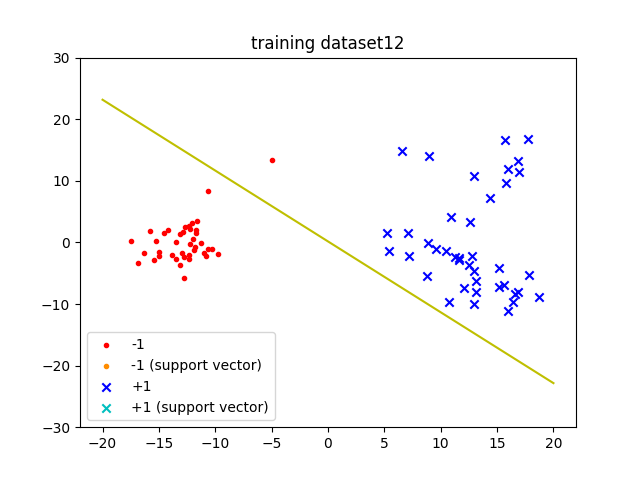 training dataset12
30
20
10
0
−10
−20
−30
−20 −15 −10 −5 0 5 10 15 20
-1
-1 (support vector)
+1
+1 (support vector)